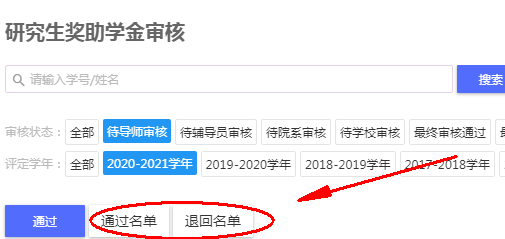 研究生奖助学金审核
请输入学号/姓名 搜索
审核状态： 全部 待导师审核 待辅导员审核 待院系审核 待学校审核 最终审核通过
评定学年： 全部 2020-2021学年 2019-2020学年 2018-2019学年 2017-2018学年
通过 通过名单 退回名单